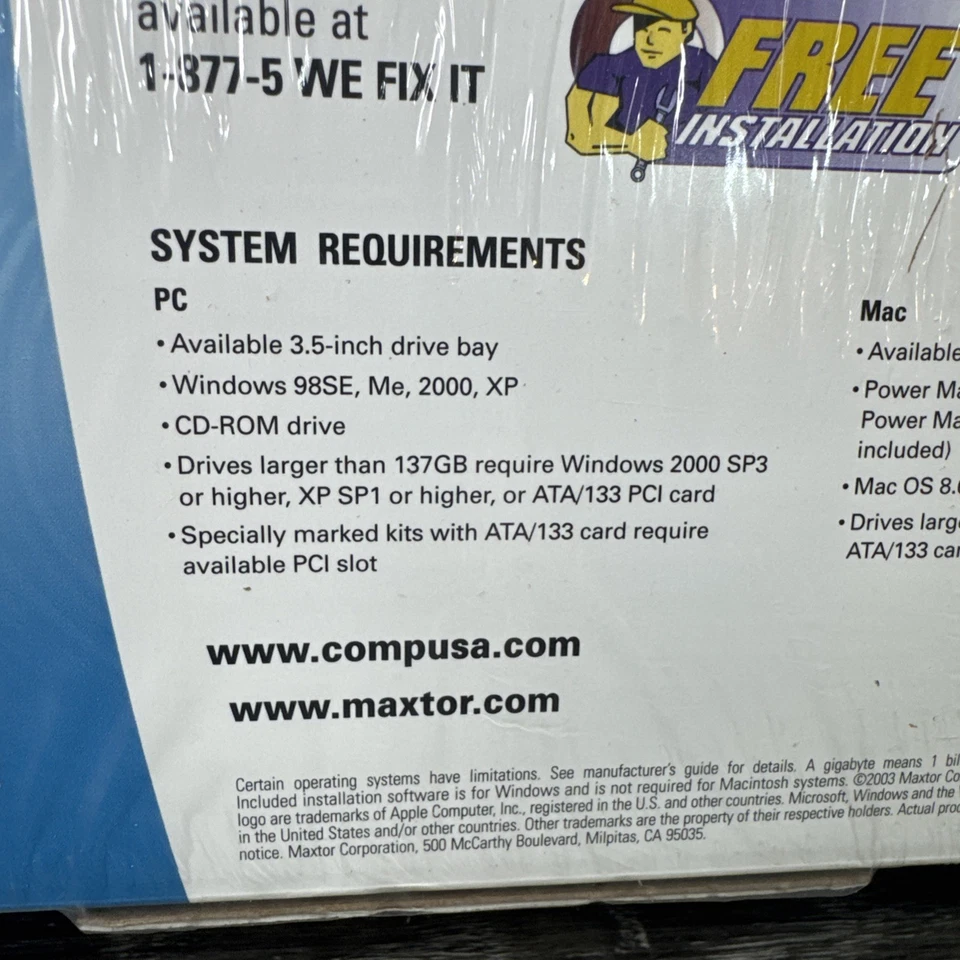 available at
1-877-5 WE FIX IT
FREE
INSTALLATION
SYSTEM REQUIREMENTS
PC
• Available 3.5-inch drive bay
• Windows 98SE, Me, 2000, XP
• CD-ROM drive
• Drives larger than 137GB require Windows 2000 SP3
or higher, XP SP1 or higher, or ATA/133 PCI card
• Specially marked kits with ATA/133 card require
available PCI slot
Mac
• Available
• Power
Power
included)
• Mac OS 8.
• Drives
ATA/133
www.compusa.com
www.maxtor.com
Certain operating systems have limitations. See manufacturer's guide for details. A gigabyte means 1
Included installation software is for Windows and is not required for Macintosh systems. ©2003 Maxtor
logo are trademarks of Apple Computer, Inc., registered in the U.S. and other countries. Microsoft, Windows and the
in the United States and/or other countries. Other trademarks are the property of their respective holders. Actual
notice. Maxtor Corporation, 500 McCarthy Boulevard, Milpitas, CA 95035.